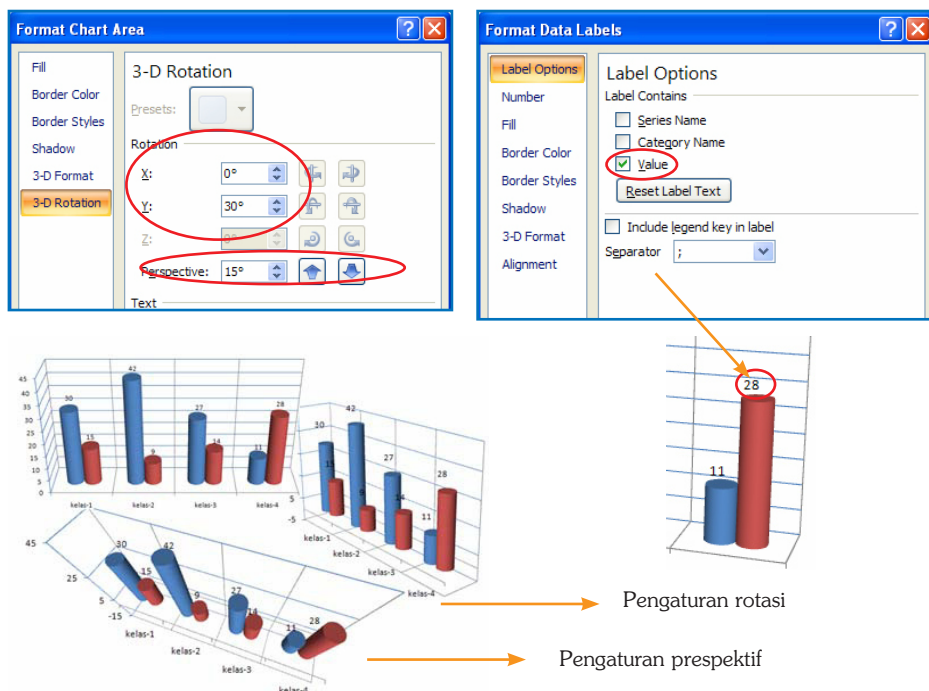 Format Chart Area
Fill
Border Color
Border Styles
Shadow
3-D Format
3-D Rotation
3-D Rotation
Presets:
Rotation
X: 0°
Y: 30°
Z: 0°
Perspective: 15°
Text
Format Data Labels
Label Options
Number
Fill
Border Color
Border Styles
Shadow
3-D Format
Alignment
Label Options
Label Contains
Series Name
Category Name
Value
Reset Label Text
Include legend key in label
Separator ;
45
40
35
30
25
20
15
10
5
0
30
15
42
9
27
14
11
28
kelas-1
kelas-2
kelas-3
kelas-4
5
-5
30
15
42
9
27
14
11
28
kelas-1
kelas-2
kelas-3
kelas-4
45
25
5
-15
30
15
42
9
27
14
11
28
kelas-1
kelas-2
kelas-3
kelas-4
28
11
Pengaturan rotasi
Pengaturan prespektif